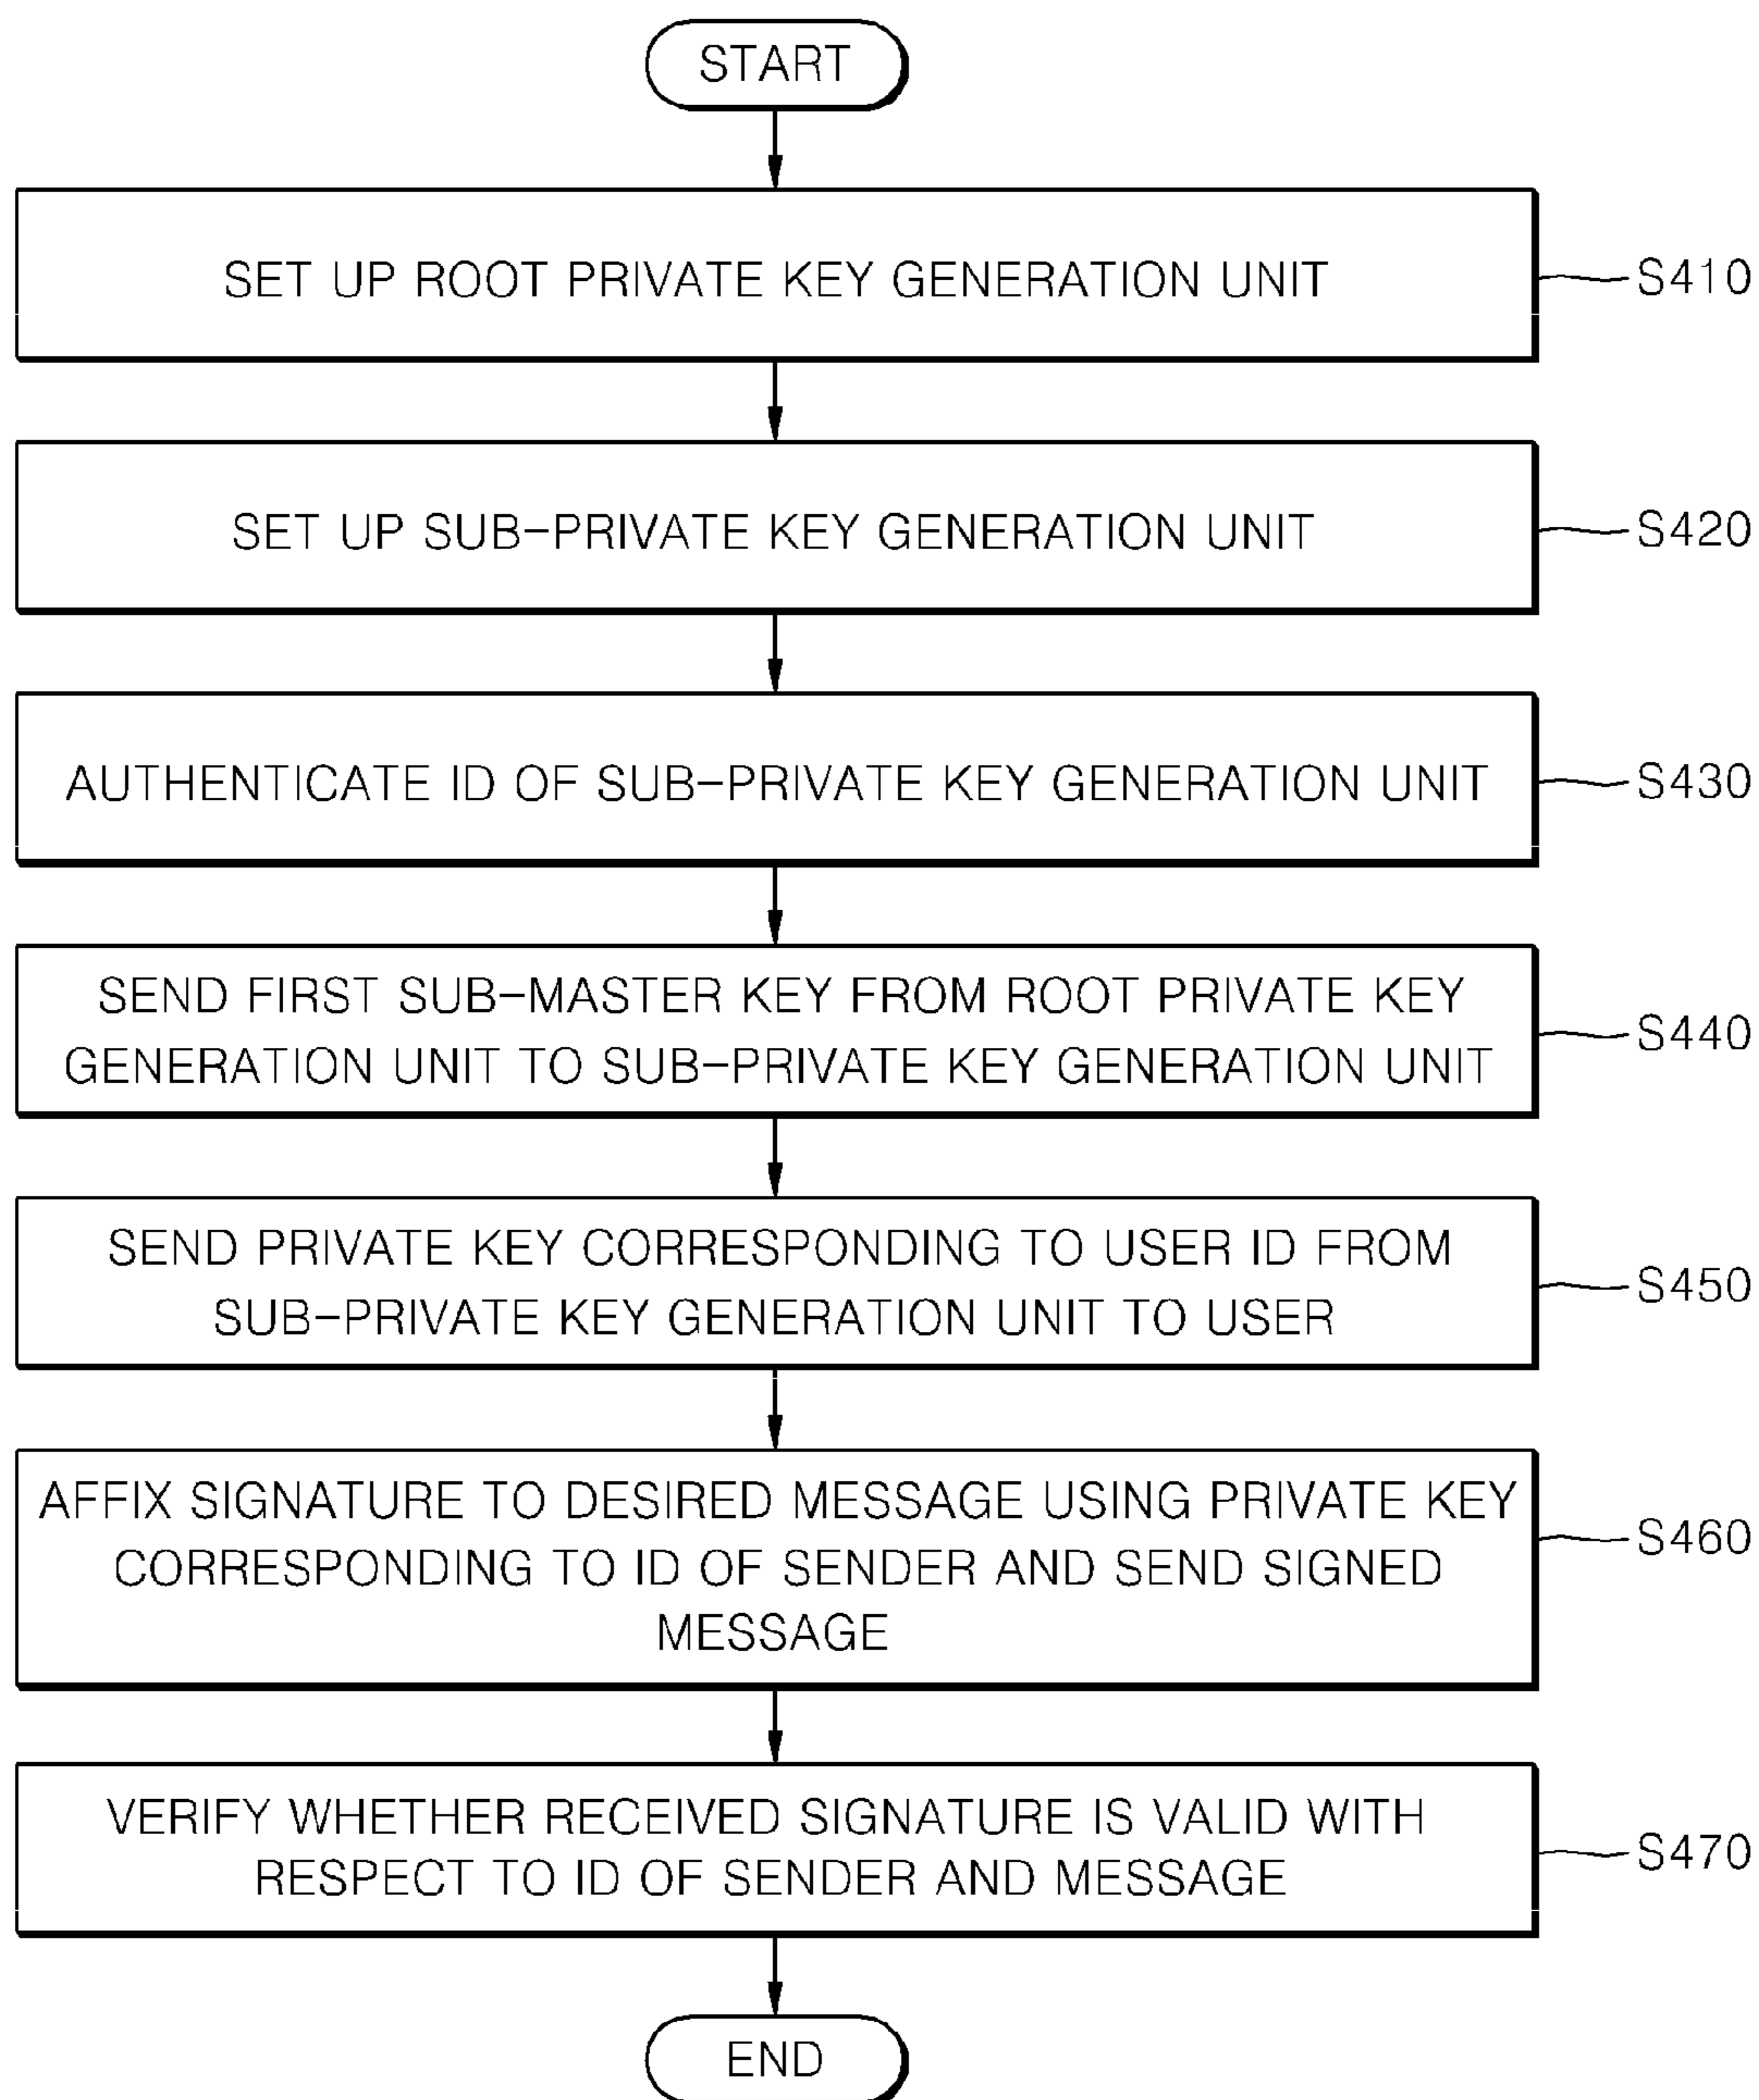 START
SET UP ROOT PRIVATE KEY GENERATION UNIT
S410
SET UP SUB-PRIVATE KEY GENERATION UNIT
S420
AUTHENTICATE ID OF SUB-PRIVATE KEY GENERATION UNIT
S430
SEND FIRST SUB-MASTER KEY FROM ROOT PRIVATE KEY
GENERATION UNIT TO SUB-PRIVATE KEY GENERATION UNIT
S440
SEND PRIVATE KEY CORRESPONDING TO USER ID FROM
SUB-PRIVATE KEY GENERATION UNIT TO USER
S450
AFFIX SIGNATURE TO DESIRED MESSAGE USING PRIVATE KEY
CORRESPONDING TO ID OF SENDER AND SEND SIGNED
MESSAGE
S460
VERIFY WHETHER RECEIVED SIGNATURE IS VALID WITH
RESPECT TO ID OF SENDER AND MESSAGE
S470
END